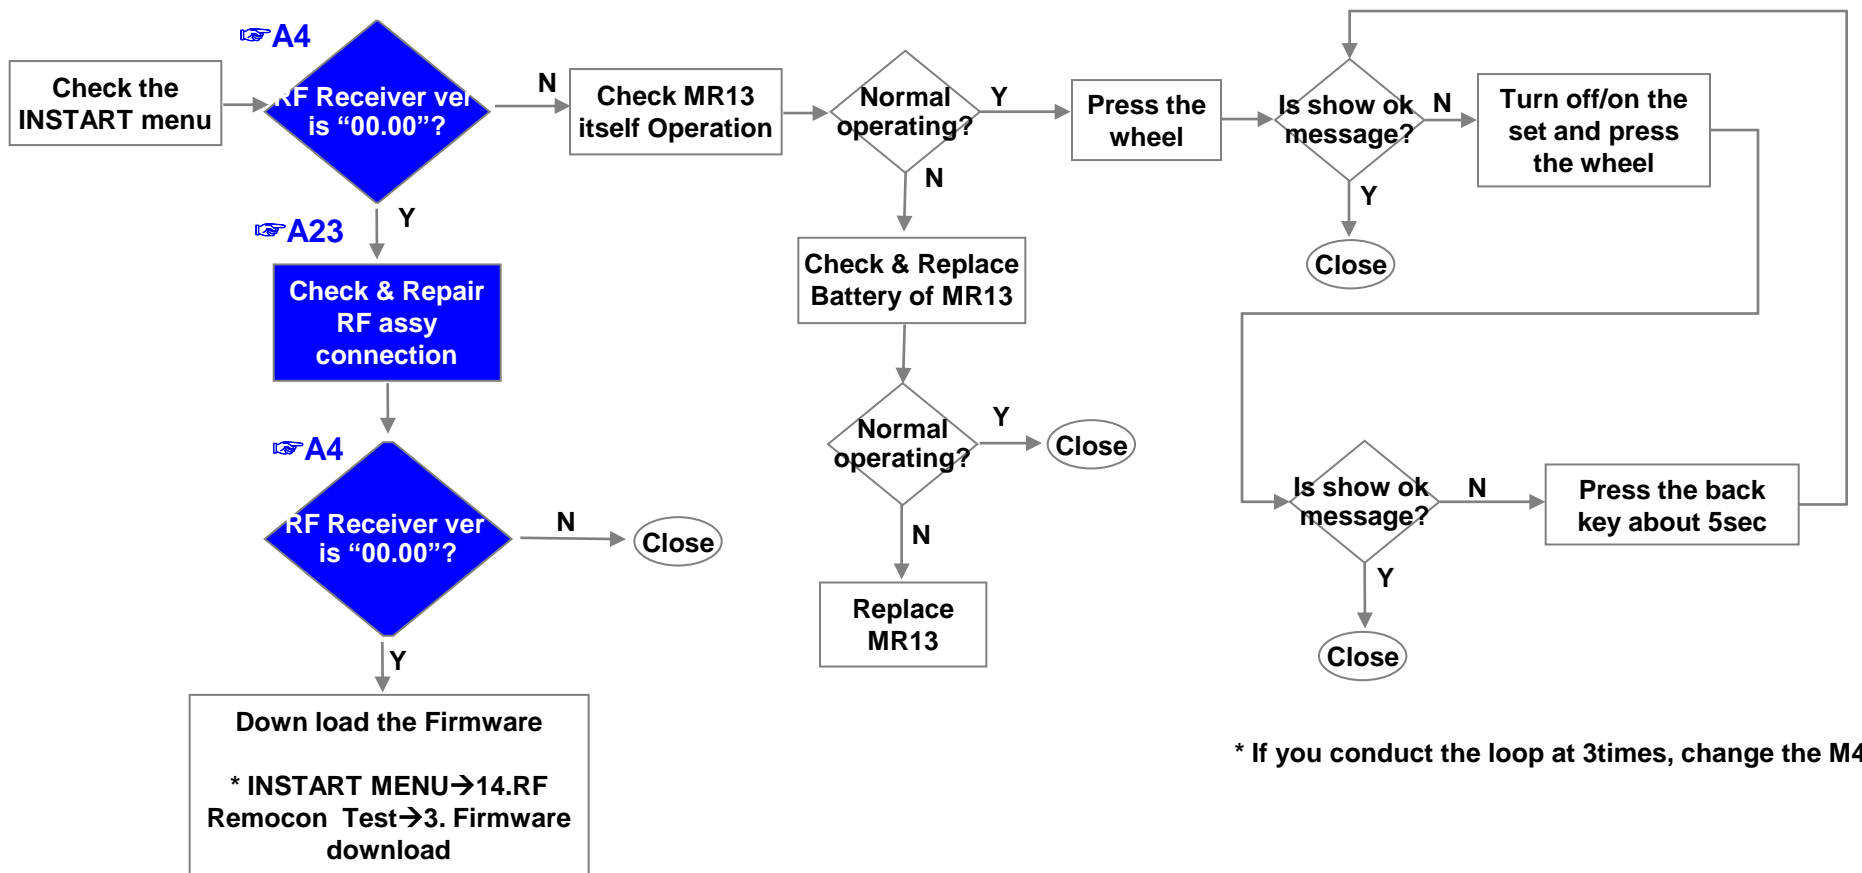 ☞A4
Check the
INSTART menu
RF Receiver ver
is “00.00”?
N
Check MR13
itself Operation
Normal
operating?
Y
Press the
wheel
Is show ok
message?
N
Turn off/on the
set and press
the wheel
Y
☞A23
N
Y
Close
Check & Repair
RF assy
connection
Check & Replace
Battery of MR13
☞A4
RF Receiver ver
is “00.00”?
N
Close
Normal
operating?
Y
Close
Is show ok
message?
N
Press the back
key about 5sec
N
Y
Y
Replace
MR13
Close
Down load the Firmware
* INSTART MENU→14.RF
Remocon Test→3. Firmware
download
* If you conduct the loop at 3times, change the M4